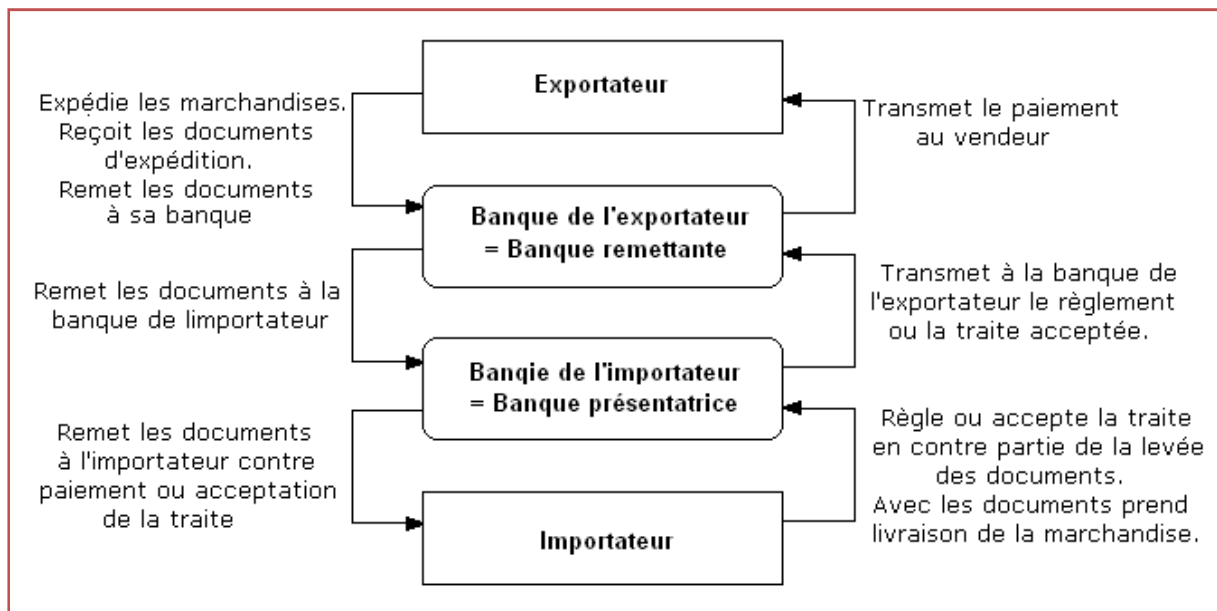 Exportateur
Expédie les marchandises.
Reçoit les documents
d'expédition.
Remet les documents
à sa banque
Transmet le paiement
au vendeur
Banque de l'exportateur
= Banque remettante
Remet les documents à la
banque de limportateur
Transmet à la banque de
l'exportateur le règlement
ou la traite acceptée.
Banqie de l'importateur
= Banque présentatrice
Remet les documents
à l'importateur contre
paiement ou acceptation
de la traite
Règle ou accepte la traite
en contre partie de la levée
des documents.
Avec les documents prend
livraison de la marchandise.
Importateur